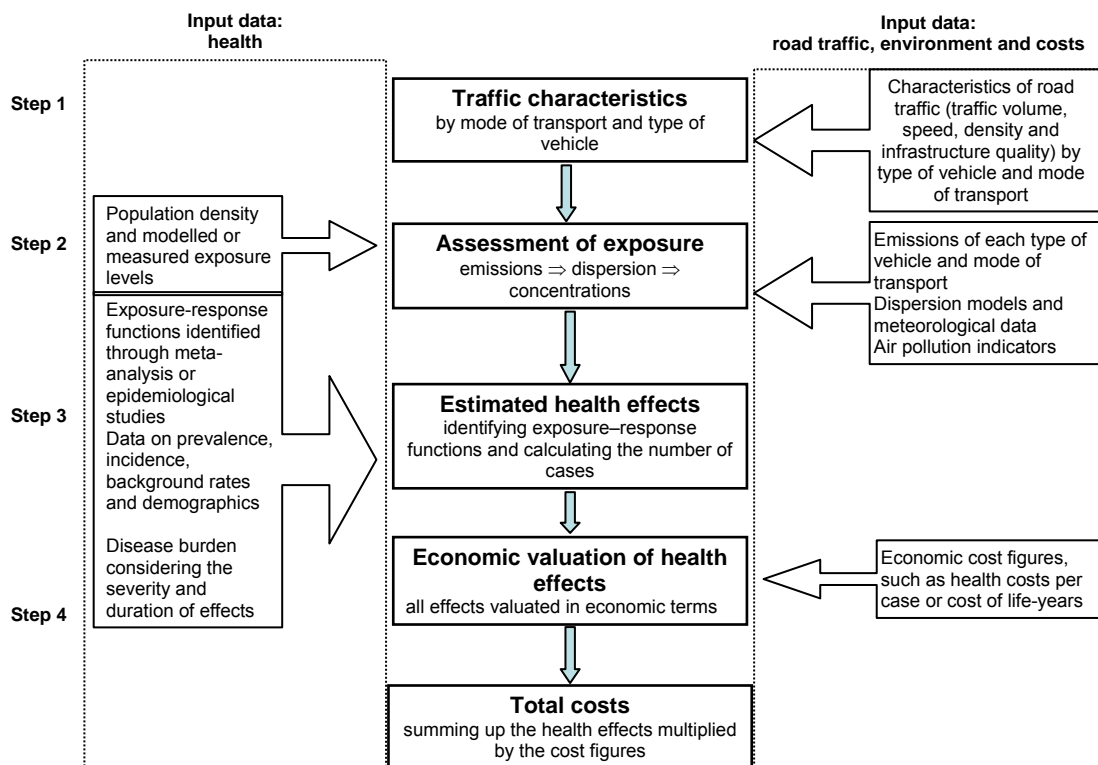 Input data:
health
Input data:
road traffic, environment and costs
Step 1
Traffic characteristics
by mode of transport and type of
vehicle
Characteristics of road
traffic (traffic volume,
speed, density and
infrastructure quality) by
type of vehicle and mode
of transport
Step 2
Population density
and modelled or
measured exposure
levels
Assessment of exposure
emissions ⇒ dispersion ⇒
concentrations
Emissions of each type of
vehicle and mode of
transport
Dispersion models and
meteorological data
Air pollution indicators
Step 3
Exposure-response
functions identified
through meta-
analysis or
epidemiological
studies
Data on prevalence,
incidence,
background rates
and demographics
Disease burden
considering the
severity and
duration of effects
Estimated health effects
identifying exposure–response
functions and calculating the number of
cases
Step 4
Economic valuation of health
effects
all effects valued in economic terms
Economic cost figures,
such as health costs per
case or cost of life-years
Total costs
summing up the health effects multiplied
by the cost figures